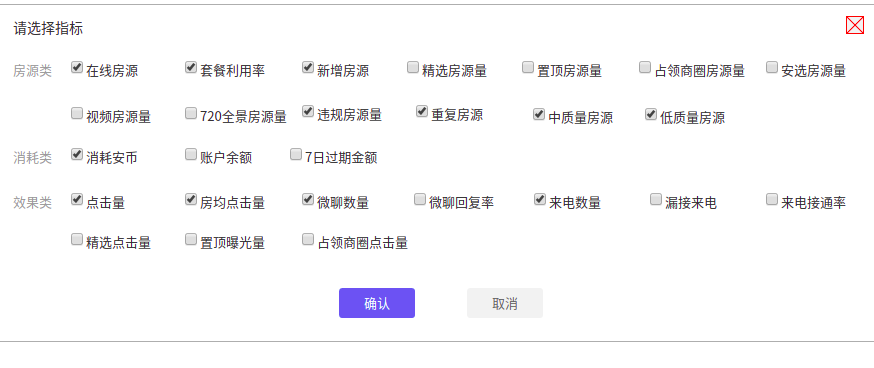 请选择指标
房源类 在线房源 套餐利用率 新增房源 精选房源量 置顶房源量 占领商圈房源量 安选房源量
视频房源量 720全景房源量 违规房源量 重复房源 中质量房源 低质量房源
消耗类 消耗安币 账户余额 7日过期金额
效果类 点击量 房均点击量 微聊数量 微聊回复率 来电数量 漏接来电 来电接通率
精选点击量 置顶曝光量 占领商圈点击量
确认 取消